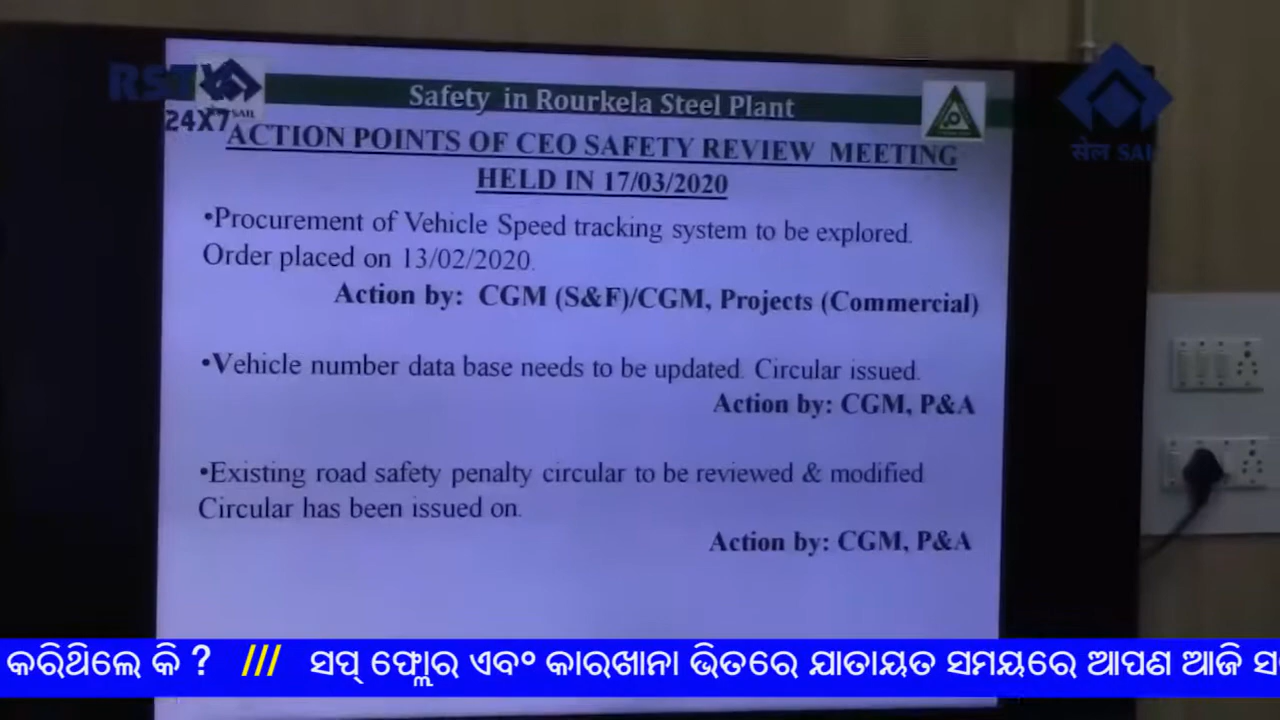 RSTV
24X7
SAIL
Safety in Rourkela Steel Plant
ACTION POINTS OF CEO SAFETY REVIEW MEETING
HELD IN 17/03/2020
•Procurement of Vehicle Speed tracking system to be explored.
Order placed on 13/02/2020.
Action by: CGM (S&F)/CGM, Projects (Commercial)
•Vehicle number data base needs to be updated. Circular issued.
Action by: CGM, P&A
•Existing road safety penalty circular to be reviewed & modified
Circular has been issued on.
Action by: CGM, P&A
सेल SAIL
କରିଥିଲେ କି ? /// ସପ୍ ଫ୍ଲୋର ଏବଂ କାରଖାନା ଭିତରେ ଯାତାୟତ ସମୟରେ ଆପଣ ଆଜି